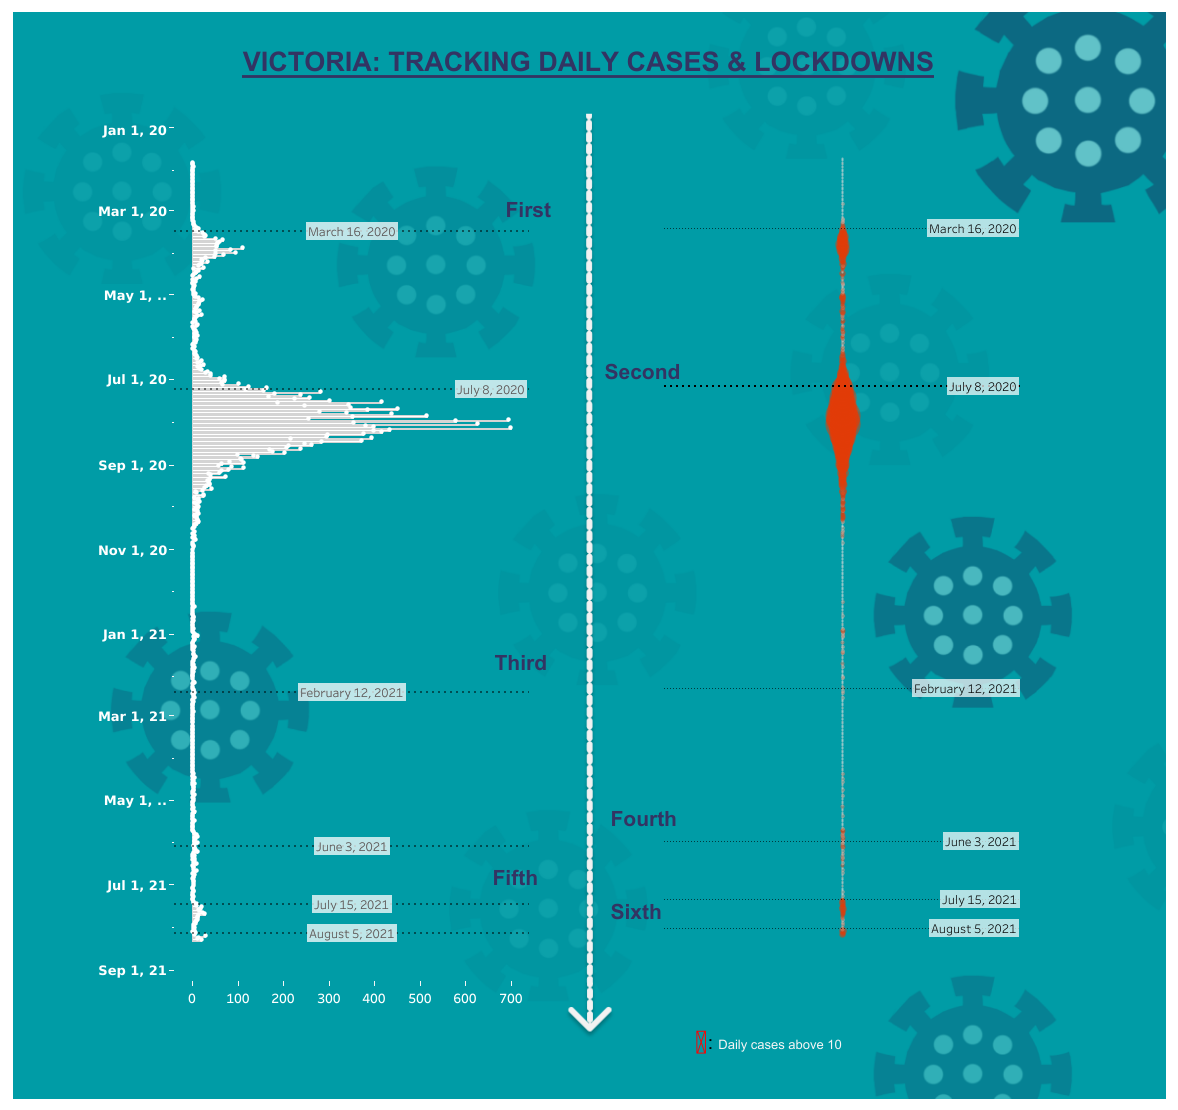 VICTORIA: TRACKING DAILY CASES & LOCKDOWNS
Jan 1, 20
Mar 1, 20
May 1, ..
Jul 1, 20
Sep 1, 20
Nov 1, 20
Jan 1, 21
Mar 1, 21
May 1, ..
Jul 1, 21
Sep 1, 21
March 16, 2020
July 8, 2020
February 12, 2021
June 3, 2021
July 15, 2021
August 5, 2021
0 100 200 300 400 500 600 700
First
Second
Third
Fourth
Fifth
Sixth
March 16, 2020
July 8, 2020
February 12, 2021
June 3, 2021
July 15, 2021
August 5, 2021
: Daily cases above 10